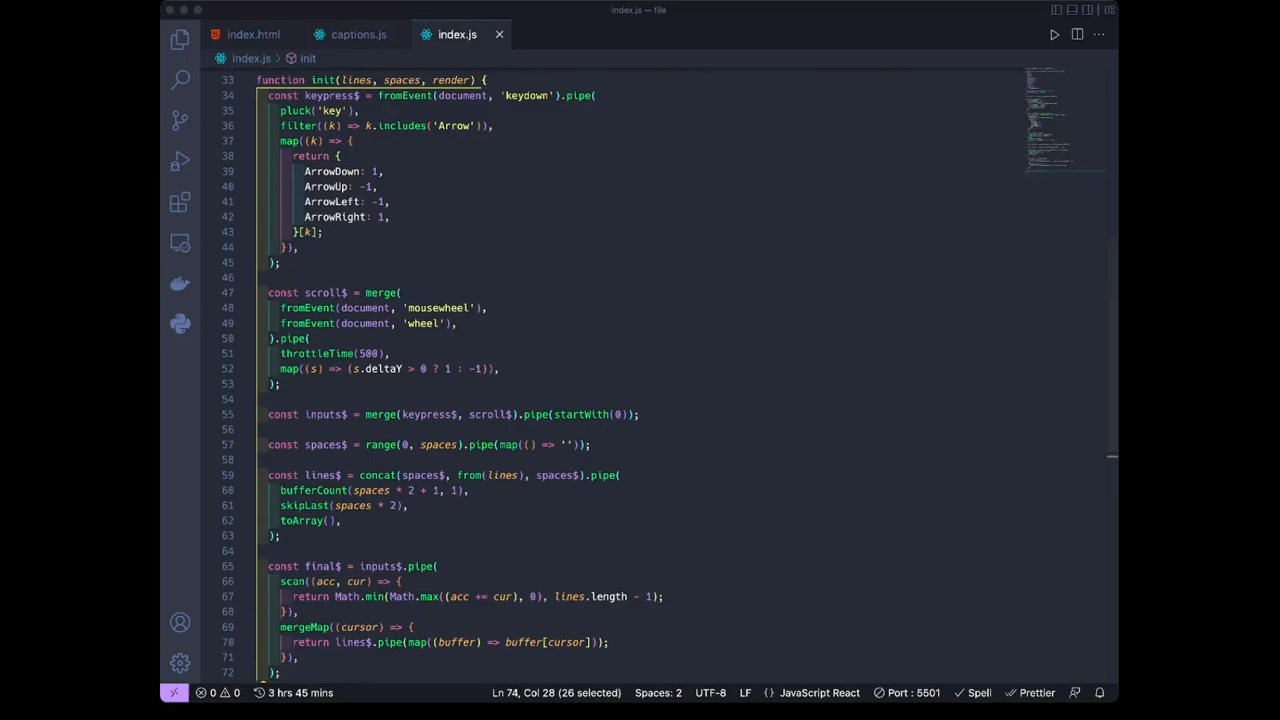 index.js — file
index.html captions.js index.js
index.js > init
33 function init(lines, spaces, render) {
34 const keypress$ = fromEvent(document, 'keydown').pipe(
35 pluck('key'),
36 filter((k) => k.includes('Arrow')),
37 map((k) => {
38 return {
39 ArrowDown: 1,
40 ArrowUp: -1,
41 ArrowLeft: -1,
42 ArrowRight: 1,
43 }[k];
44 }),
45 );
46
47 const scroll$ = merge(
48 fromEvent(document, 'mousewheel'),
49 fromEvent(document, 'wheel'),
50 ).pipe(
51 throttleTime(500),
52 map((s) => (s.deltaY > 0 ? 1 : -1)),
53 );
54
55 const inputs$ = merge(keypress$, scroll$).pipe(startWith(0));
56
57 const spaces$ = range(0, spaces).pipe(map(() => ''));
58
59 const lines$ = concat(spaces$, from(lines), spaces$).pipe(
60 bufferCount(spaces * 2 + 1, 1),
61 skipLast(spaces * 2),
62 toArray(),
63 );
64
65 const final$ = inputs$.pipe(
66 scan((acc, cur) => {
67 return Math.min(Math.max((acc += cur), 0), lines.length - 1);
68 }),
69 mergeMap((cursor) => {
70 return lines$.pipe(map((buffer) => buffer[cursor]));
71 }),
72 );
0 0 3 hrs 45 mins Ln 74, Col 28 (26 selected) Spaces: 2 UTF-8 LF {} JavaScript React Port : 5501 Spell Prettier